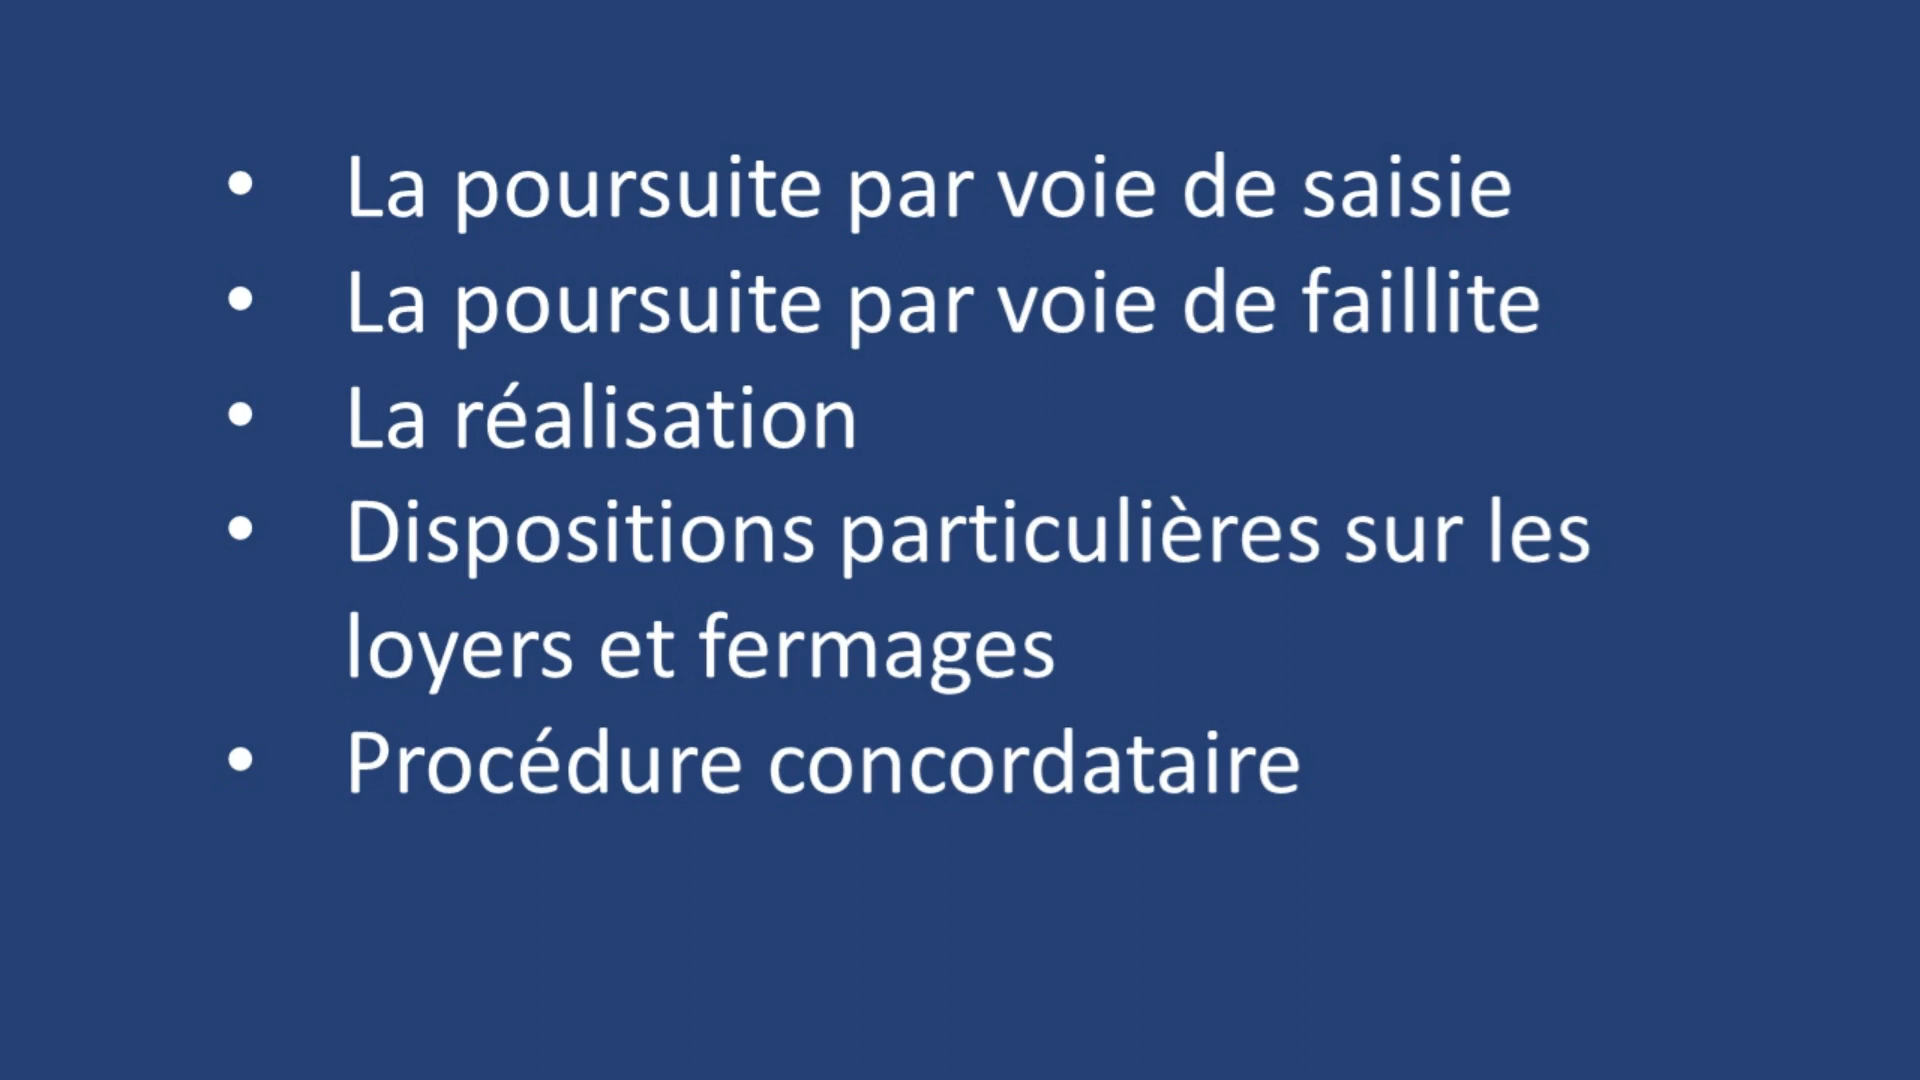 • La poursuite par voie de saisie
• La poursuite par voie de faillite
• La réalisation
• Dispositions particulières sur les
loyers et fermages
• Procédure concordataire